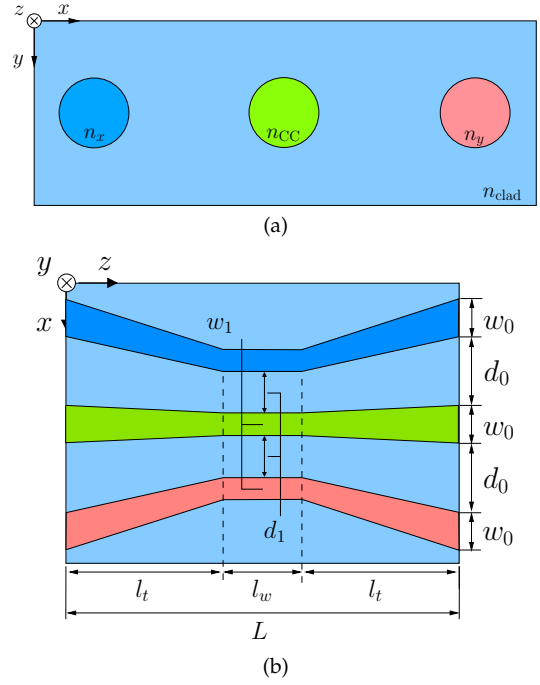 z x
y
n_x n_CC n_y
n_clad
(a)
y z
x w_1 w_0
d_0
w_0
d_0
d_1 w_0
l_t l_w l_t
L
(b)